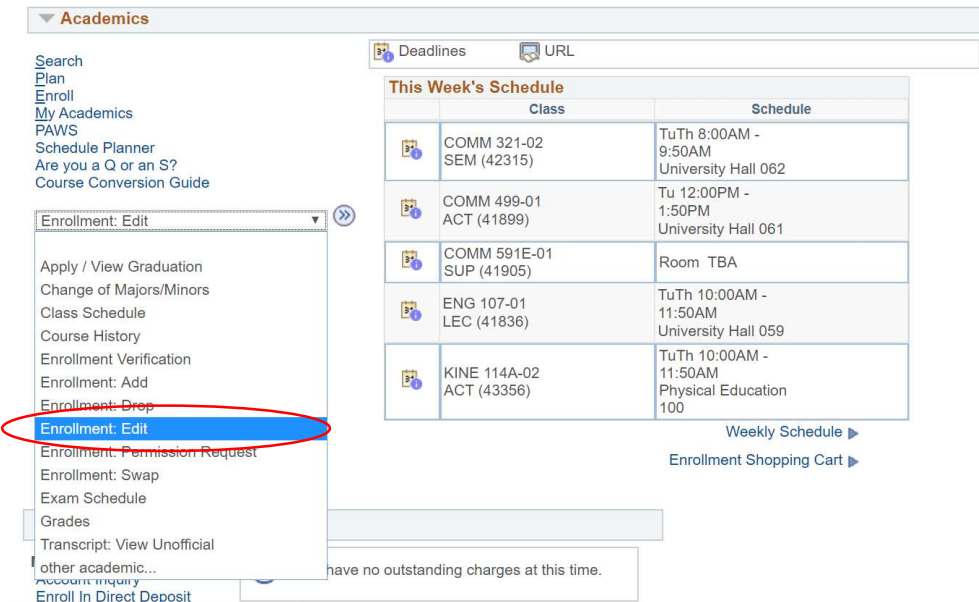 Academics
Search
Plan
Enroll
My Academics
PAWS
Schedule Planner
Are you a Q or an S?
Course Conversion Guide
Enrollment: Edit
Apply / View Graduation
Change of Majors/Minors
Class Schedule
Course History
Enrollment Verification
Enrollment: Add
Enrollment: Drop
Enrollment: Edit
Enrollment: Permission Request
Enrollment: Swap
Exam Schedule
Grades
Transcript: View Unofficial
other academic...
Account Inquiry
Enroll In Direct Deposit
Deadlines URL
This Week's Schedule
Class Schedule
COMM 321-02
SEM (42315)
TuTh 8:00AM -
9:50AM
University Hall 062
COMM 499-01
ACT (41899)
Tu 12:00PM -
1:50PM
University Hall 061
COMM 591E-01
SUP (41905)
Room TBA
ENG 107-01
LEC (41836)
TuTh 10:00AM -
11:50AM
University Hall 059
KINE 114A-02
ACT (43356)
TuTh 10:00AM -
11:50AM
Physical Education
100
Weekly Schedule
Enrollment Shopping Cart
have no outstanding charges at this time.